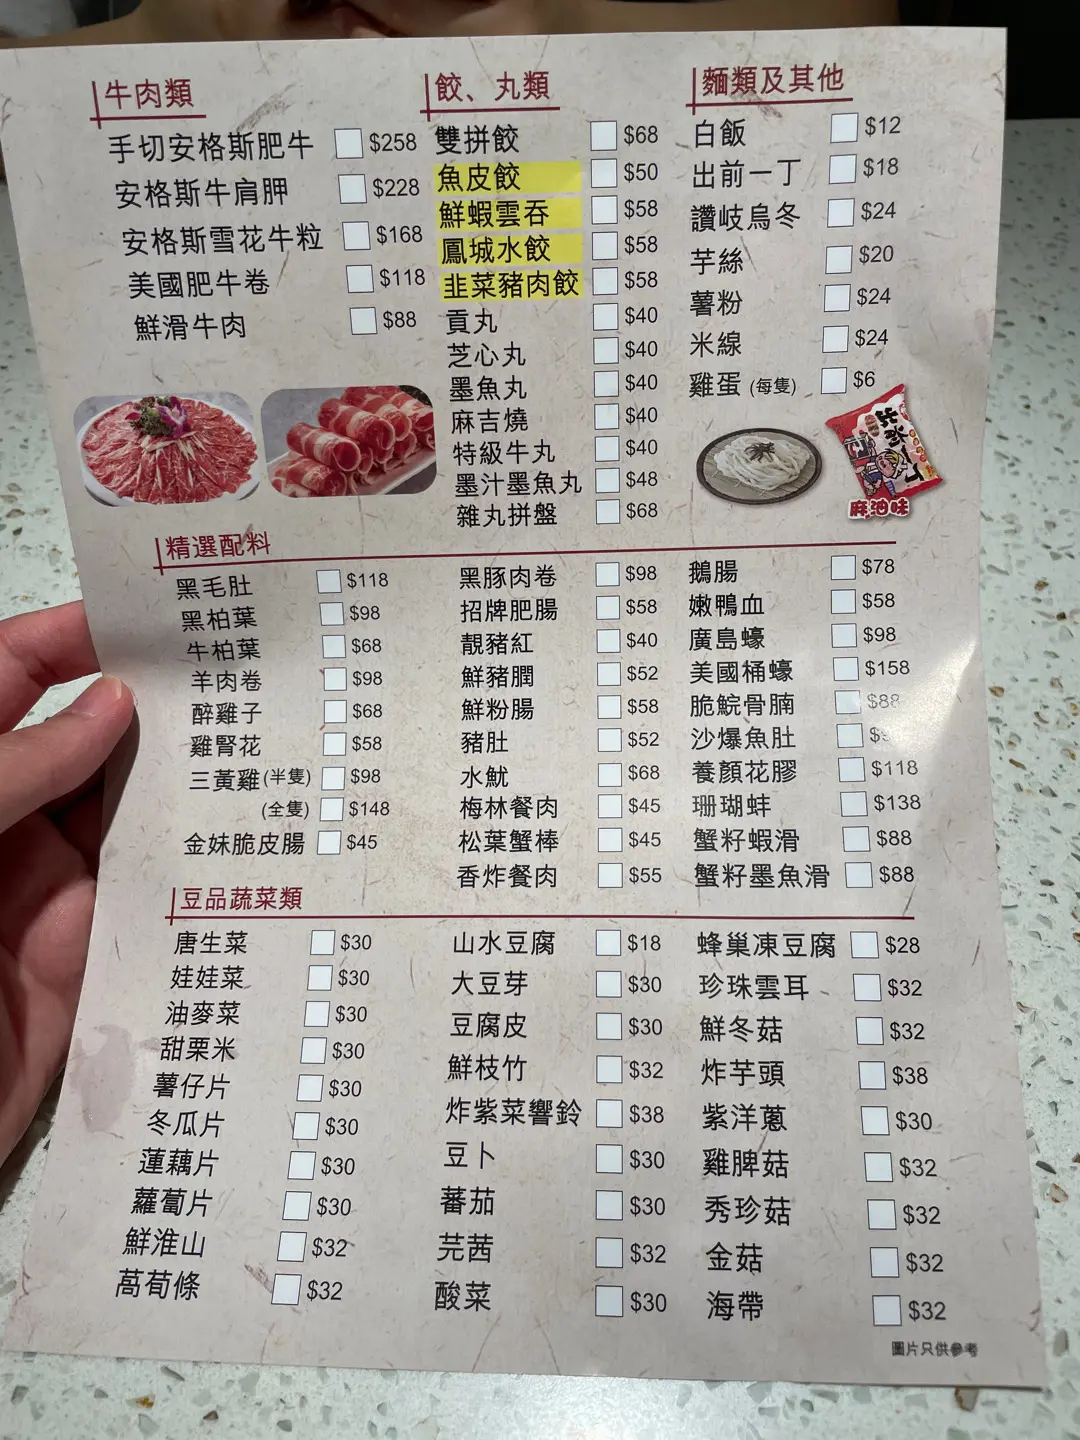 牛肉類
手切安格斯肥牛 $258
安格斯牛肩胛 $228
安格斯雪花牛粒 $168
美國肥牛卷 $118
鮮滑牛肉 $88
餃、丸類
雙拼餃 $68
魚皮餃 $50
鮮蝦雲吞 $58
鳳城水餃 $58
韭菜豬肉餃 $58
貢丸 $40
芝心丸 $40
墨魚丸 $40
麻吉燒 $40
特級牛丸 $40
墨汁墨魚丸 $48
雜丸拼盤 $68
麵類及其他
白飯 $12
出前一丁 $18
讚岐烏冬 $24
芋絲 $20
薯粉 $24
米線 $24
雞蛋 (每隻) $6
出前一丁
麻油味
精選配料
黑毛肚 $118
黑柏葉 $98
牛柏葉 $68
羊肉卷 $98
醉雞子 $68
雞腎花 $58
三黃雞 (半隻) $98
(全隻) $148
金妹脆皮腸 $45
黑豚肉卷 $98
招牌肥腸 $58
靚豬紅 $40
鮮豬膶 $52
鮮粉腸 $58
豬肚 $52
水魷 $68
梅林餐肉 $45
松葉蟹棒 $45
香炸餐肉 $55
鵝腸 $78
嫩鴨血 $58
廣島蠔 $98
美國桶蠔 $158
脆鯇骨腩 $88
沙爆魚肚
養顏花膠 $118
珊瑚蚌 $138
蟹籽蝦滑 $88
蟹籽墨魚滑 $88
豆品蔬菜類
唐生菜 $30
娃娃菜 $30
油麥菜 $30
甜栗米 $30
薯仔片 $30
冬瓜片 $30
蓮藕片 $30
蘿蔔片 $30
鮮淮山 $32
萵荀條 $32
山水豆腐 $18
大豆芽 $30
豆腐皮 $30
鮮枝竹 $32
炸紫菜響鈴 $38
豆卜 $30
蕃茄 $30
芫茜 $32
酸菜 $30
蜂巢凍豆腐 $28
珍珠雲耳 $32
鮮冬菇 $32
炸芋頭 $38
紫洋蔥 $30
雞脾菇 $32
秀珍菇 $32
金菇 $32
海帶 $32
圖片只供參考